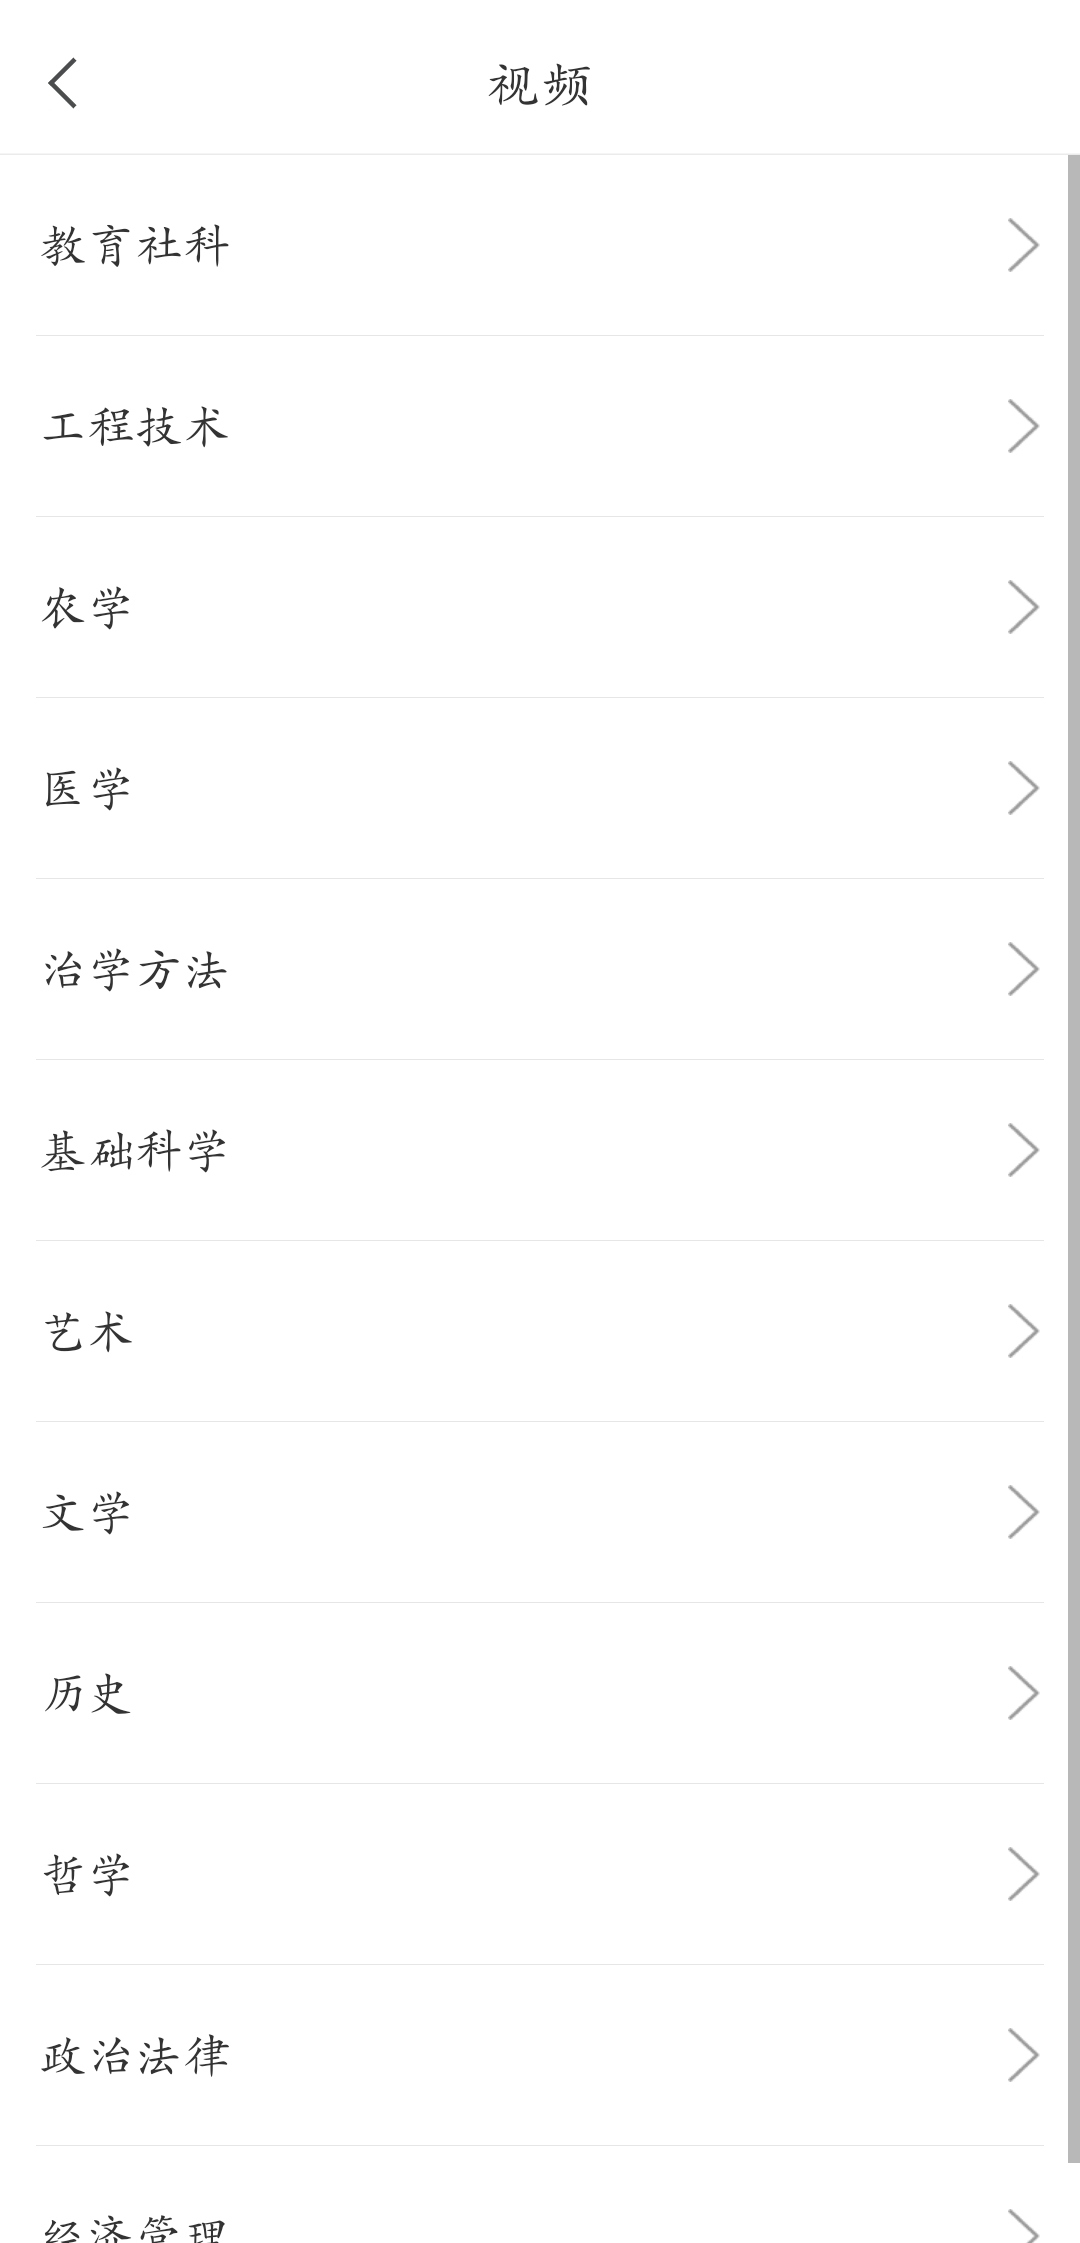 视频
教育社科
工程技术
农学
医学
治学方法
基础科学
艺术
文学
历史
哲学
政治法律
经济管理